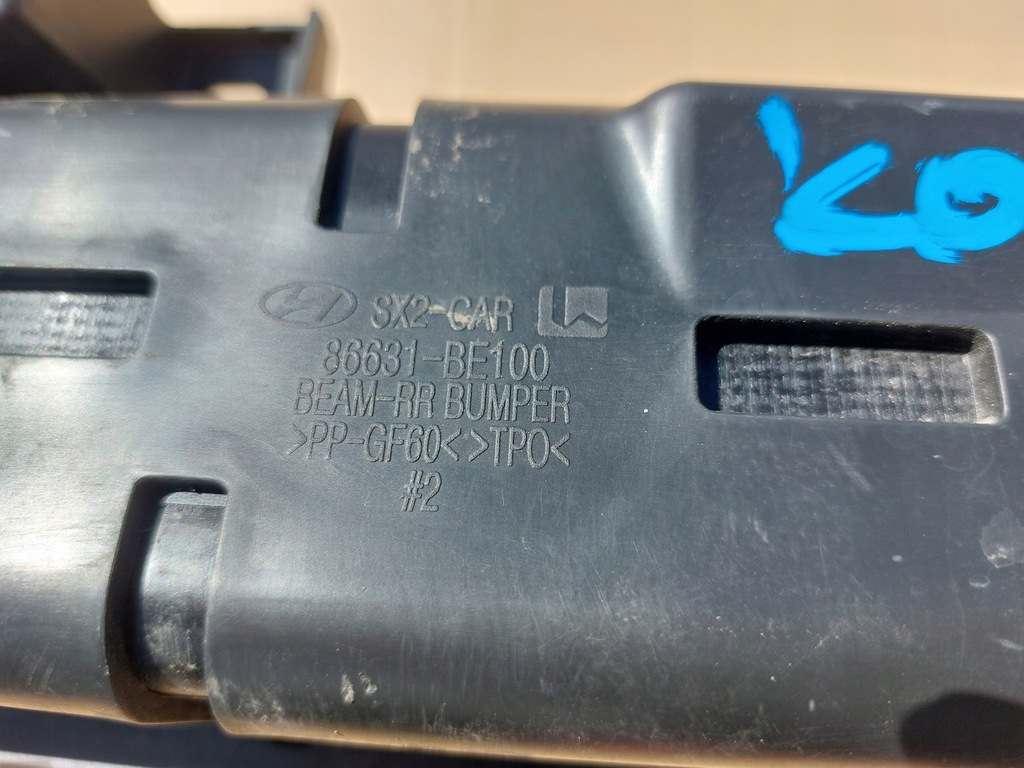 SX2-CAR
86631-BE100
BEAM-RR BUMPER
>PP-GF60<>TPO<
#2